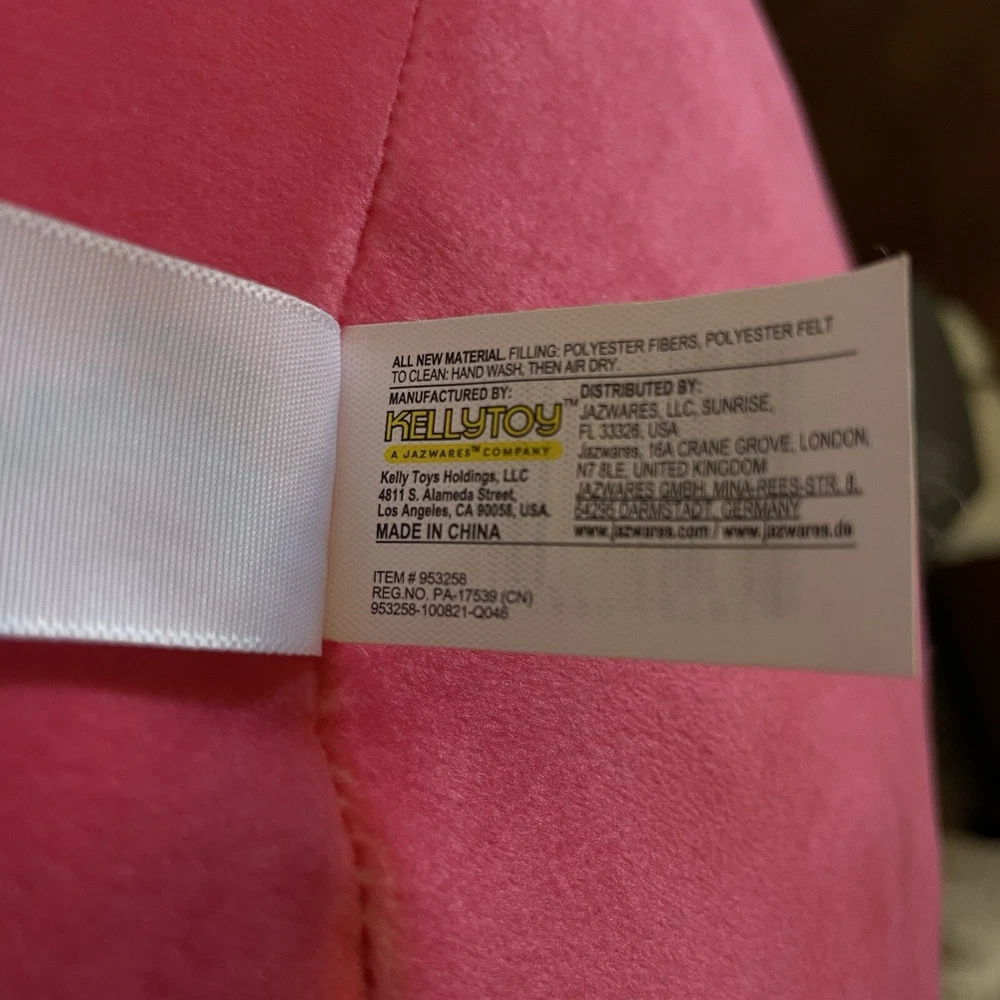 ALL NEW MATERIAL. FILLING: POLYESTER FIBERS, POLYESTER FELT
TO CLEAN: HAND WASH, THEN AIR DRY.
MANUFACTURED BY:
KELLYTOY™
A JAZWARES™ COMPANY
Kelly Toys Holdings, LLC
4811 S. Alameda Street,
Los Angeles, CA 90058, USA.
MADE IN CHINA
DISTRIBUTED BY:
JAZWARES, LLC, SUNRISE,
FL 33326, USA
Jazwares, 16A CRANE GROVE, LONDON,
N7 8LE, UNITED KINGDOM
JAZWARES GMBH, MINA-REES-STR. 8,
64295 DARMSTADT, GERMANY
www.jazwares.com / www.jazwares.de
ITEM # 953258
REG.NO. PA-17539 (CN)
953258-100821-Q046